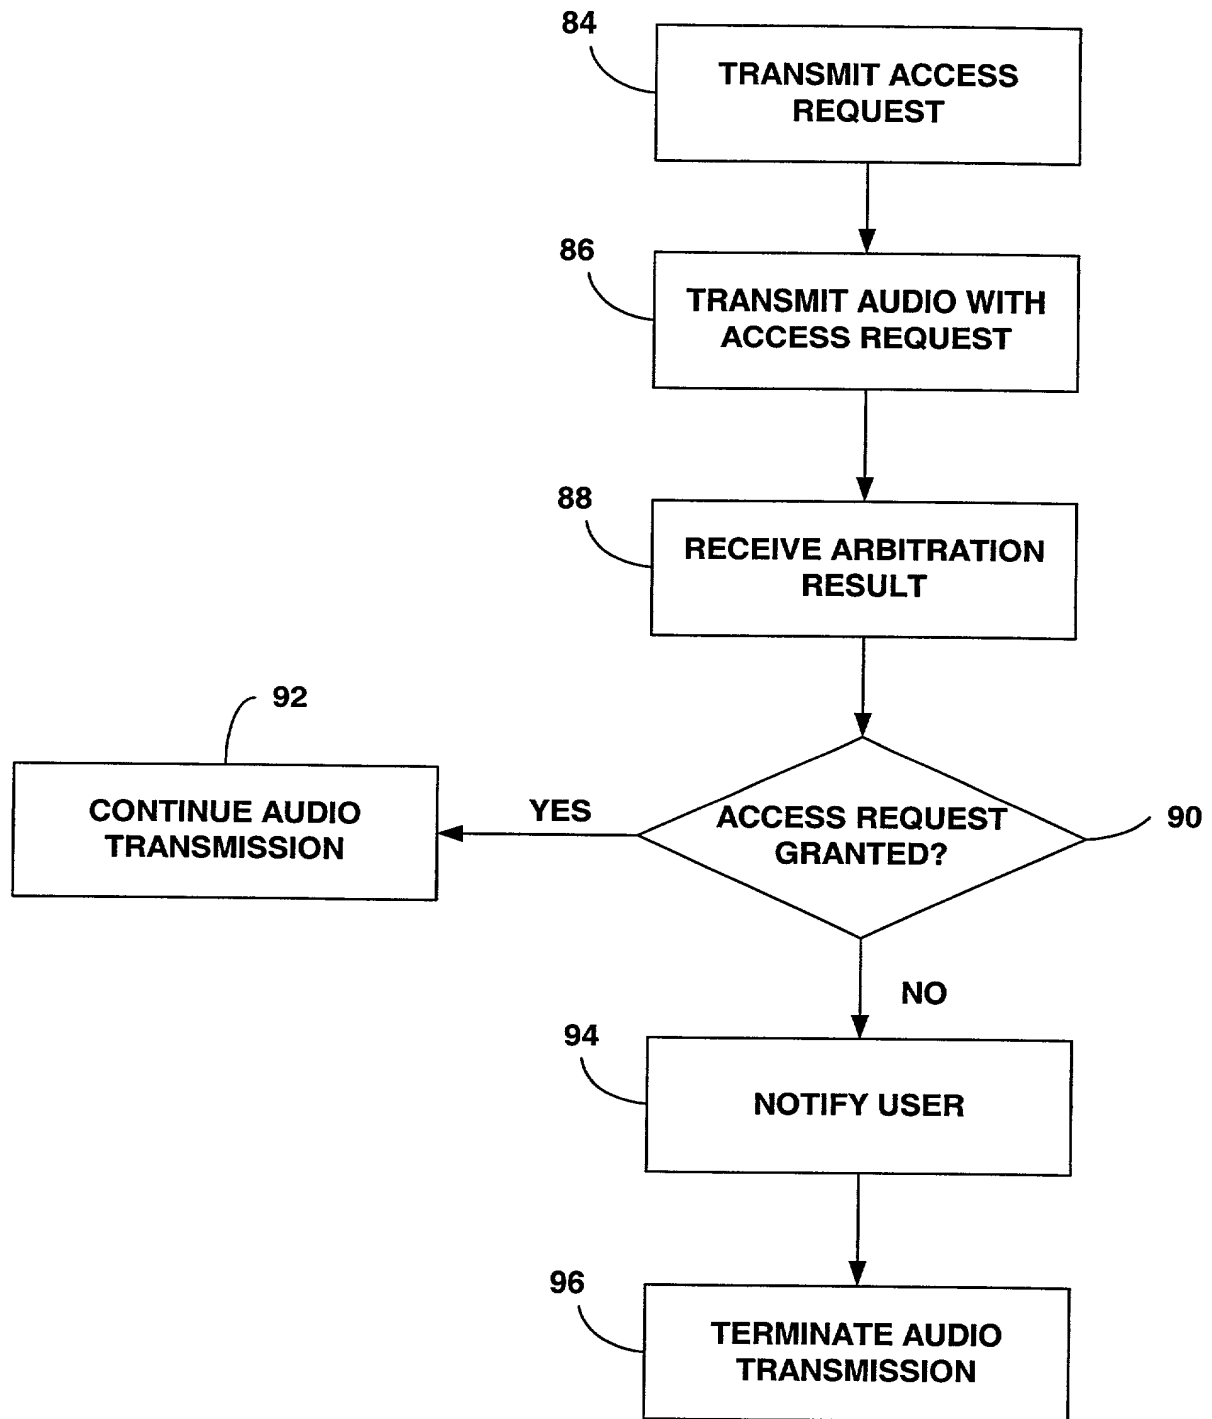 84
TRANSMIT ACCESS
REQUEST
86
TRANSMIT AUDIO WITH
ACCESS REQUEST
88
RECEIVE ARBITRATION
RESULT
92
CONTINUE AUDIO
TRANSMISSION
YES
ACCESS REQUEST
GRANTED?
90
NO
94
NOTIFY USER
96
TERMINATE AUDIO
TRANSMISSION